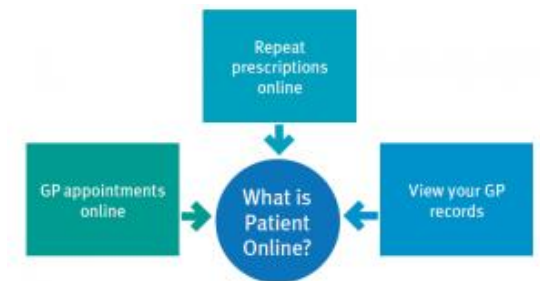 Repeat
prescriptions
online
GP appointments
online
What is
Patient
Online?
View your GP
records